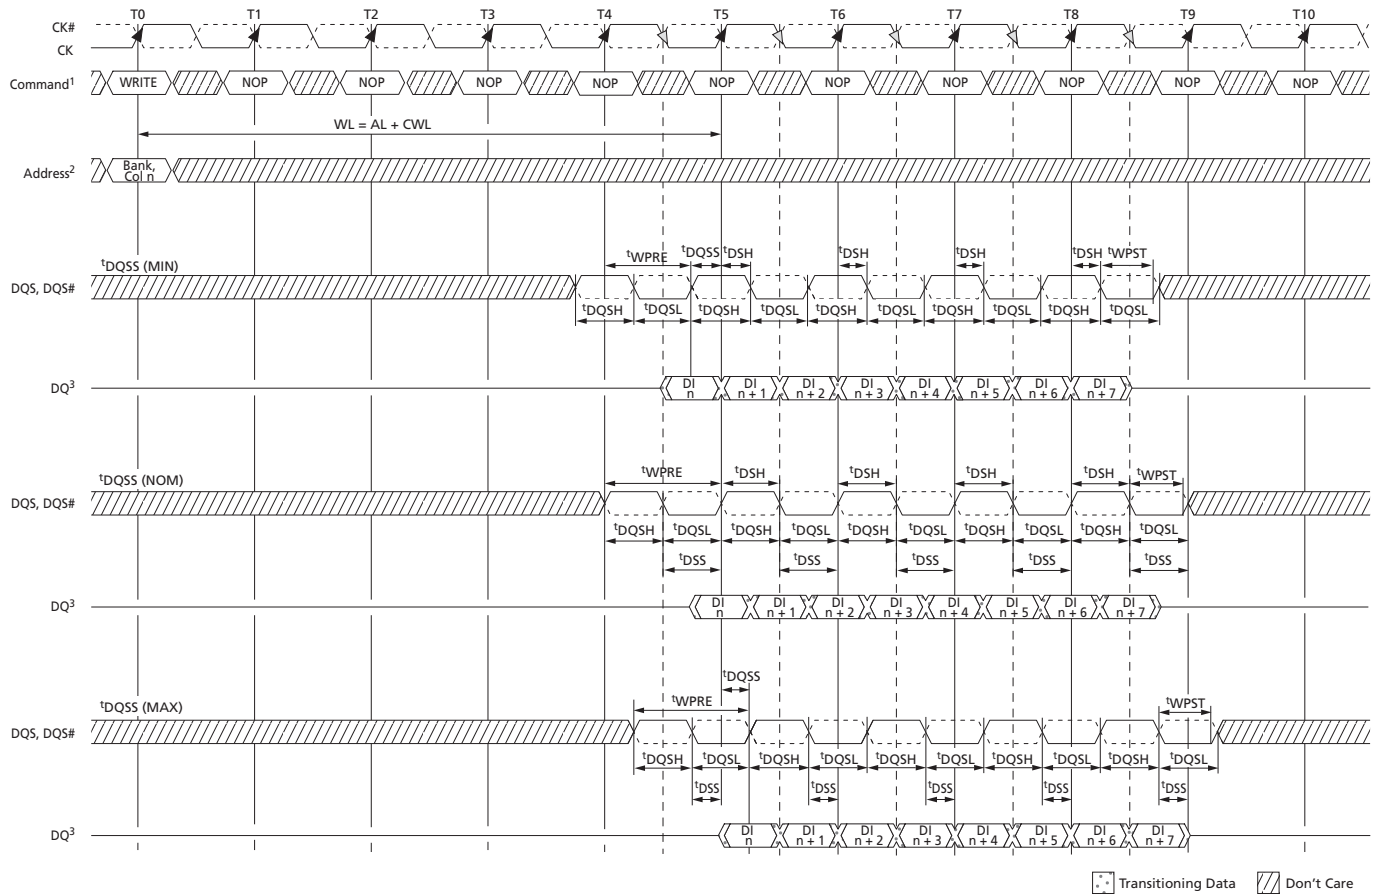 T0 T1 T2 T3 T4 T5 T6 T7 T8 T9 T10
CK#
CK
Command1 WRITE NOP NOP NOP NOP NOP NOP NOP NOP NOP NOP
WL = AL + CWL
Address2 Bank,
Col n
tDQSS (MIN) tWPRE tDQSS tDSH tDSH tDSH tDSH tWPST
DQS, DQS#
tDQSH tDQSL tDQSH tDQSL tDQSH tDQSL tDQSH tDQSL tDQSH tDQSL
DQ3 DI DI DI DI DI DI DI DI
n n + 1 n + 2 n + 3 n + 4 n + 5 n + 6 n + 7
tDQSS (NOM) tWPRE tDSH tDSH tDSH tDSH tWPST
DQS, DQS#
tDQSH tDQSL tDQSH tDQSL tDQSH tDQSL tDQSH tDQSL tDQSH tDQSL
tDSS tDSS tDSS tDSS tDSS
DQ3 DI DI DI DI DI DI DI DI
n n + 1 n + 2 n + 3 n + 4 n + 5 n + 6 n + 7
tDQSS
tDQSS (MAX) tWPRE tWPST
DQS, DQS#
tDQSH tDQSL tDQSH tDQSL tDQSH tDQSL tDQSH tDQSL tDQSH tDQSL
tDSS tDSS tDSS tDSS tDSS
DQ3 DI DI DI DI DI DI DI DI
n n + 1 n + 2 n + 3 n + 4 n + 5 n + 6 n + 7
Transitioning Data Don't Care